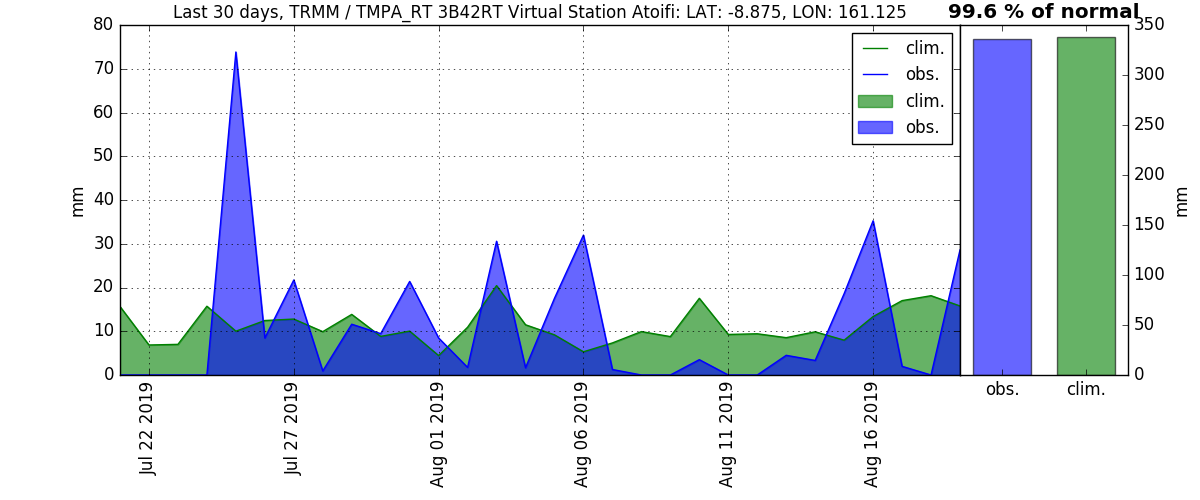 Last 30 days, TRMM / TMPA_RT 3B42RT Virtual Station Atoifi: LAT: -8.875, LON: 161.125
99.6 % of normal
80
70
60
50
40
30
20
10
0
mm
clim.
obs.
clim.
obs.
350
300
250
200
150
100
50
0
mm
obs.
clim.
Jul 22 2019
Jul 27 2019
Aug 01 2019
Aug 06 2019
Aug 11 2019
Aug 16 2019